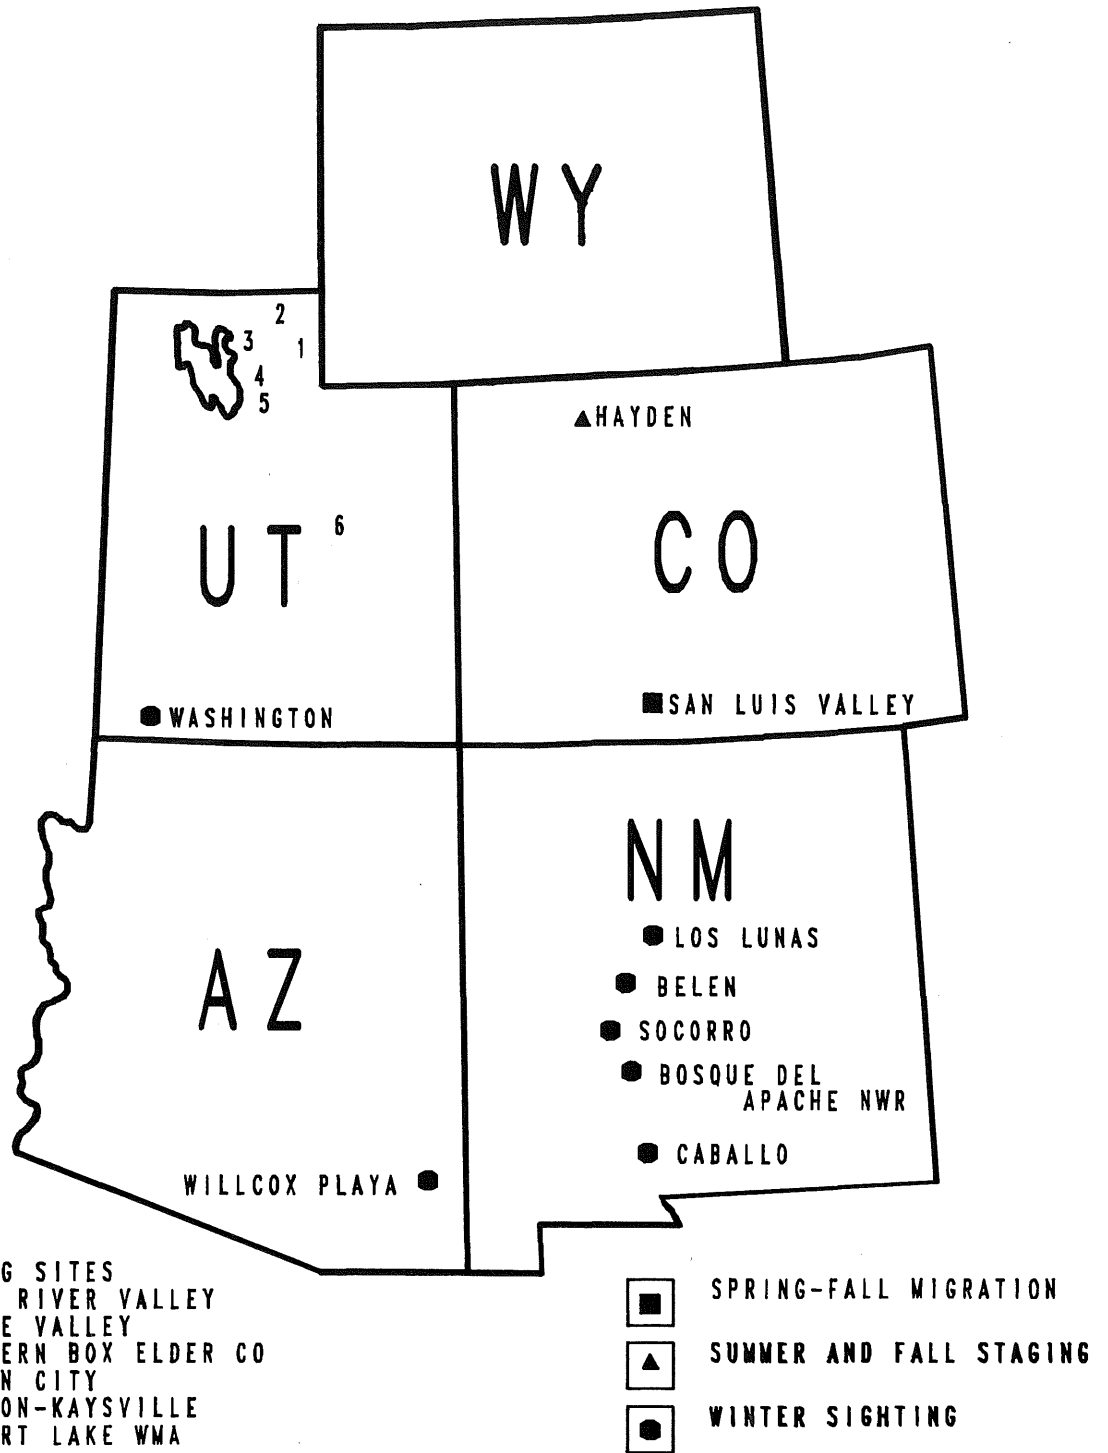 WY
2
3
1
4
5
HAYDEN
UT
6
CO
WASHINGTON
SAN LUIS VALLEY
NM
LOS LUNAS
AZ
BELEN
SOCORRO
BOSQUE DEL
APACHE NWR
CABALLO
WILLCOX PLAYA
G SITES
RIVER VALLEY
E VALLEY
ERN BOX ELDER CO
N CITY
ON-KAYSVILLE
RT LAKE WMA
SPRING-FALL MIGRATION
SUMMER AND FALL STAGING
WINTER SIGHTING